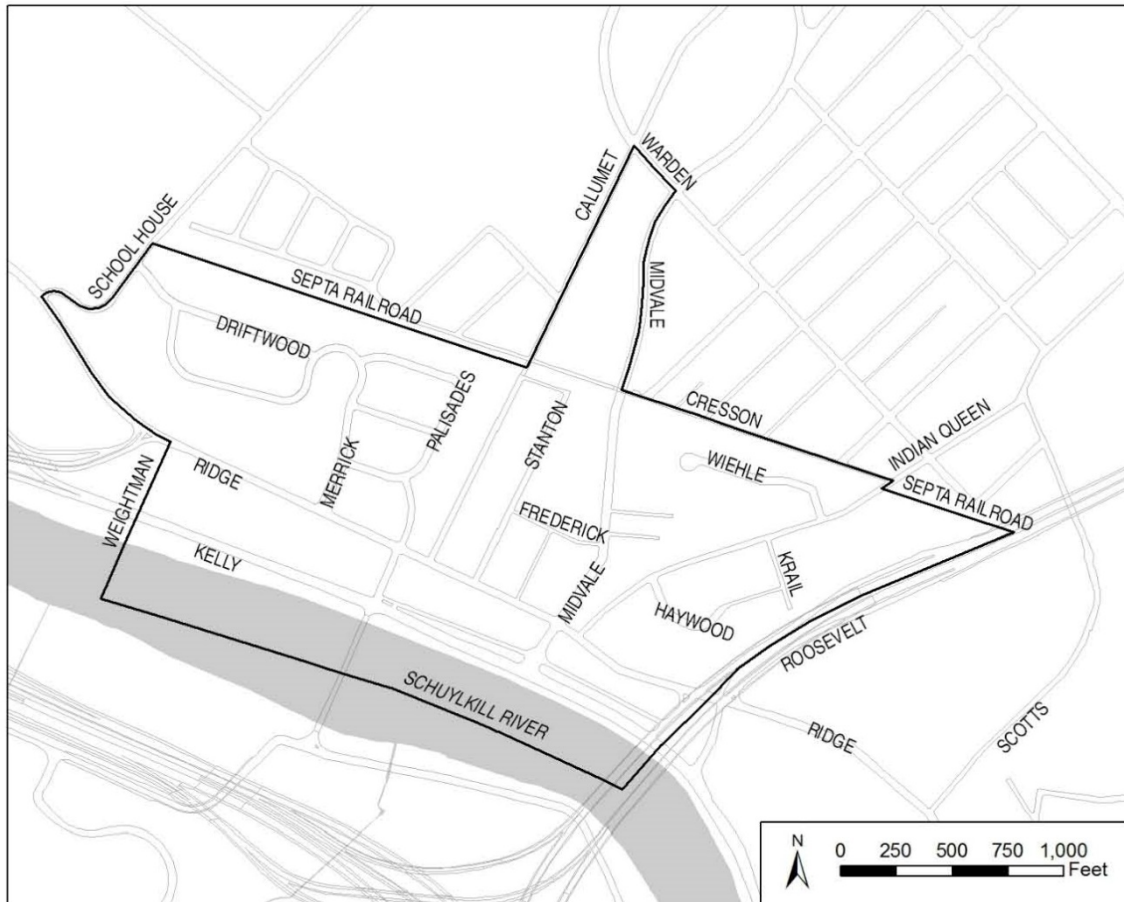 WARDEN
CALUMET
SCHOOL HOUSE
MIDVALE
SEPTA RAILROAD
DRIFTWOOD
PALISADES
CRESSON
STANTON
INDIAN QUEEN
WIEHLE
MERRICK
RIDGE
SEPTA RAILROAD
WEIGHTMAN
FREDERICK
KELLY
KRAIL
MIDVALE
HAYWOOD
ROOSEVELT
SCHUYLKILL RIVER
RIDGE
SCOTTS
N
0 250 500 750 1,000
Feet